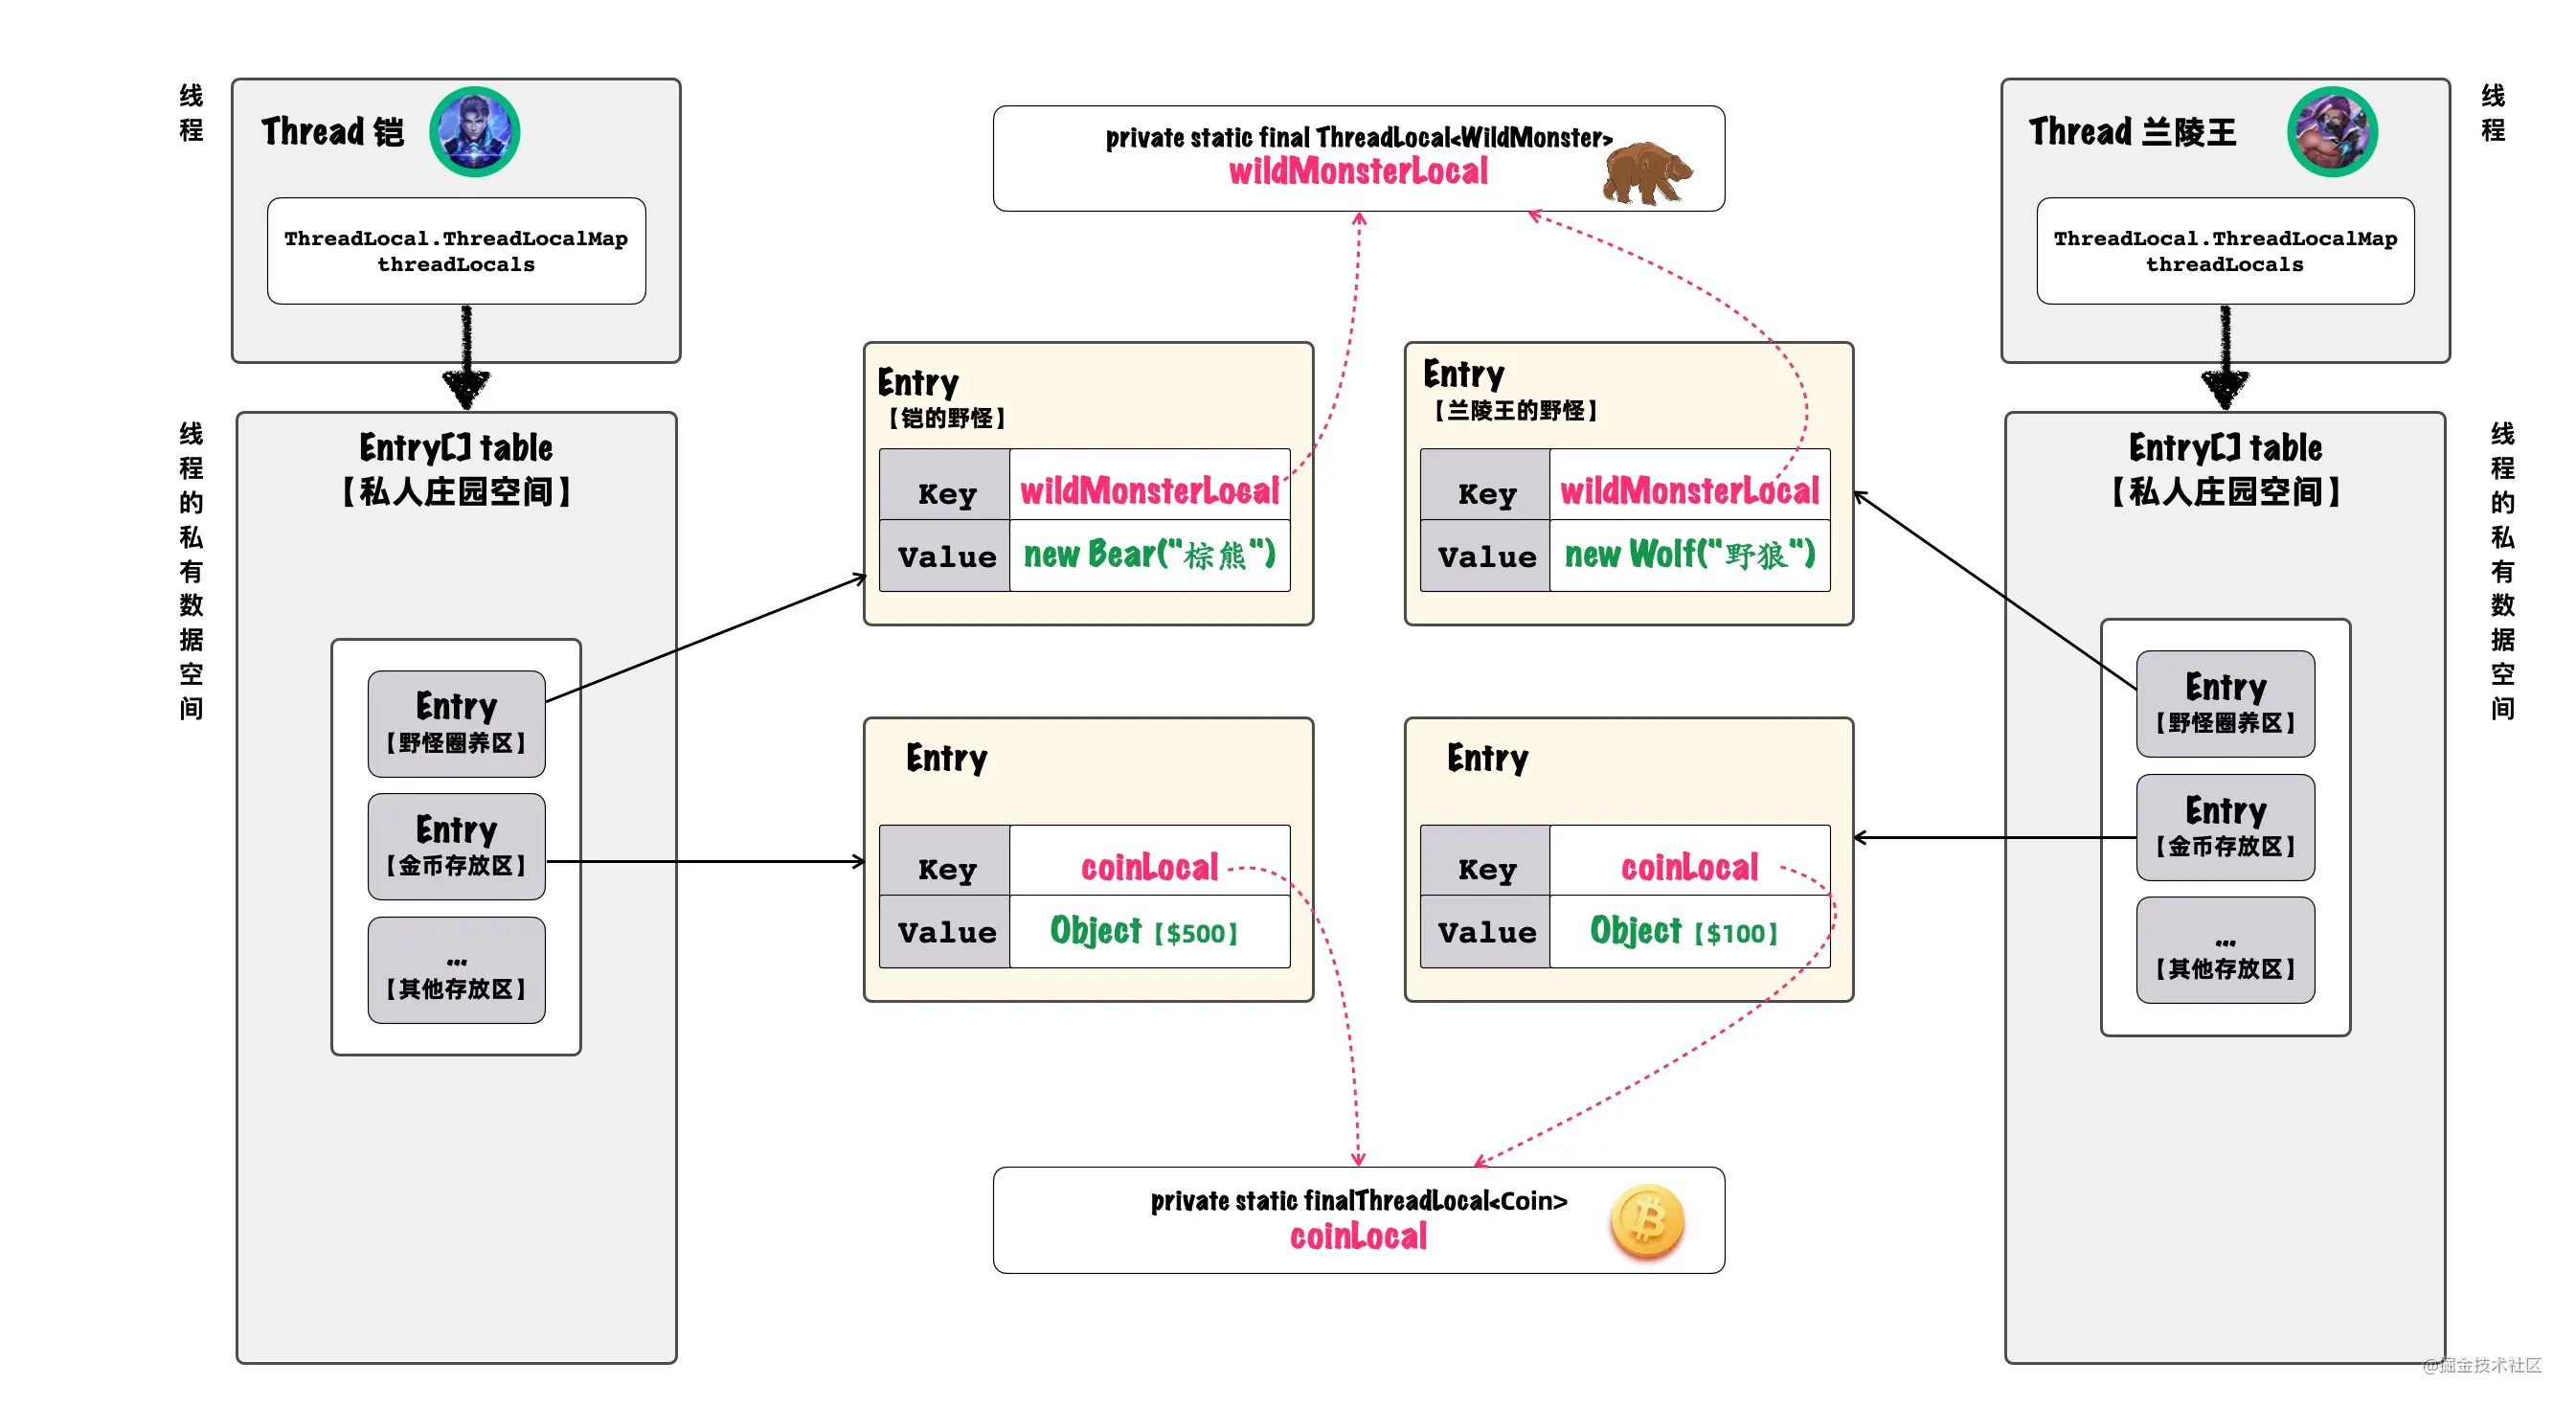 线程
Thread 铠
ThreadLocal.ThreadLocalMap
threadLocals
线程的私有数据空间
Entry[] table
【私人庄园空间】
Entry
【野怪圈养区】
Entry
【金币存放区】
...
【其他存放区】
private static final ThreadLocal<WildMonster>
wildMonsterLocal
Entry
【铠的野怪】
Key
wildMonsterLocal
Value
new Bear("棕熊")
Entry
【兰陵王的野怪】
Key
wildMonsterLocal
Value
new Wolf("野狼")
Entry
Key
coinLocal
Value
Object【$500】
Entry
Key
coinLocal
Value
Object【$100】
private static finalThreadLocal<Coin>
coinLocal
线程
Thread 兰陵王
ThreadLocal.ThreadLocalMap
threadLocals
线程的私有数据空间
Entry[] table
【私人庄园空间】
Entry
【野怪圈养区】
Entry
【金币存放区】
...
【其他存放区】
@掘金技术社区